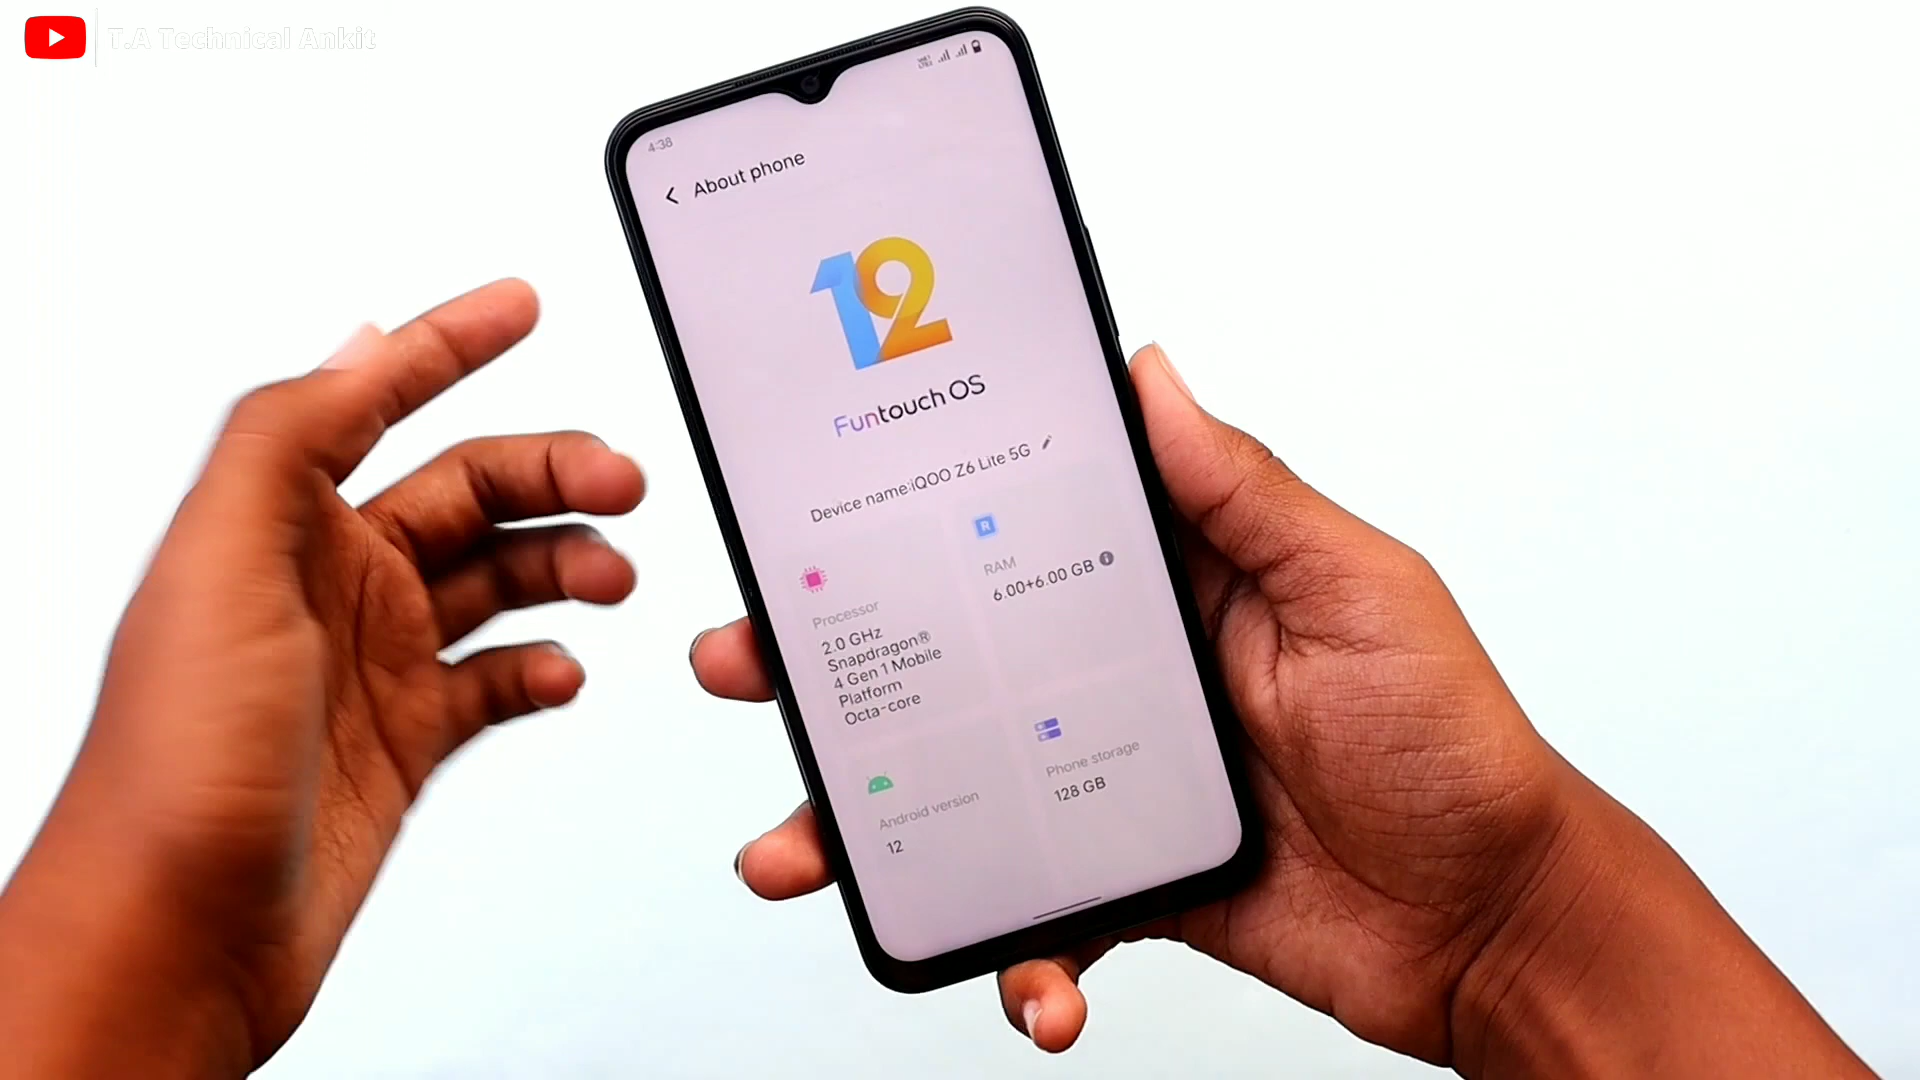 T.A Technical Ankit
4:38
About phone
12
Funtouch OS
Device name:iQOO Z6 Lite 5G
R
RAM
6.00+6.00 GB
Processor
2.0 GHz
Snapdragon®
4 Gen 1 Mobile
Platform
Octa-core
Phone storage
128 GB
Android version
12